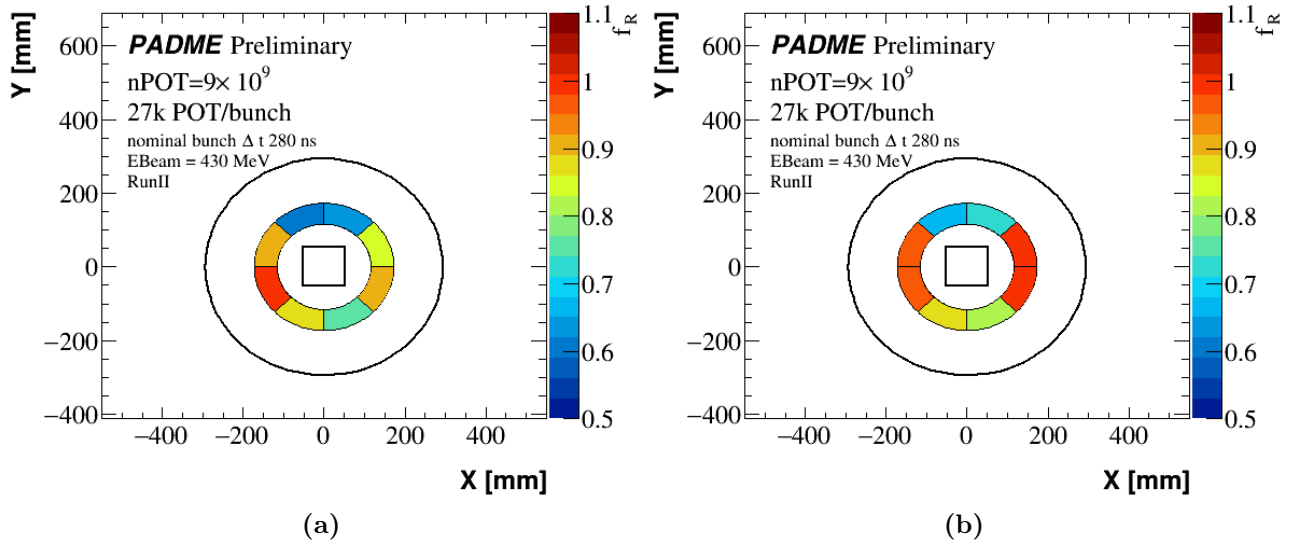 PADME Preliminary
nPOT=9× 10^9
27k POT/bunch
nominal bunch Δ t 280 ns
EBeam = 430 MeV
RunII
Y [mm]
600
400
200
0
−200
−400
−400 −200 0 200 400
X [mm]
1.1
1
0.9
0.8
0.7
0.6
0.5
f_R
(a)
PADME Preliminary
nPOT=9× 10^9
27k POT/bunch
nominal bunch Δ t 280 ns
EBeam = 430 MeV
RunII
Y [mm]
600
400
200
0
−200
−400
−400 −200 0 200 400
X [mm]
1.1
1
0.9
0.8
0.7
0.6
0.5
f_R
(b)